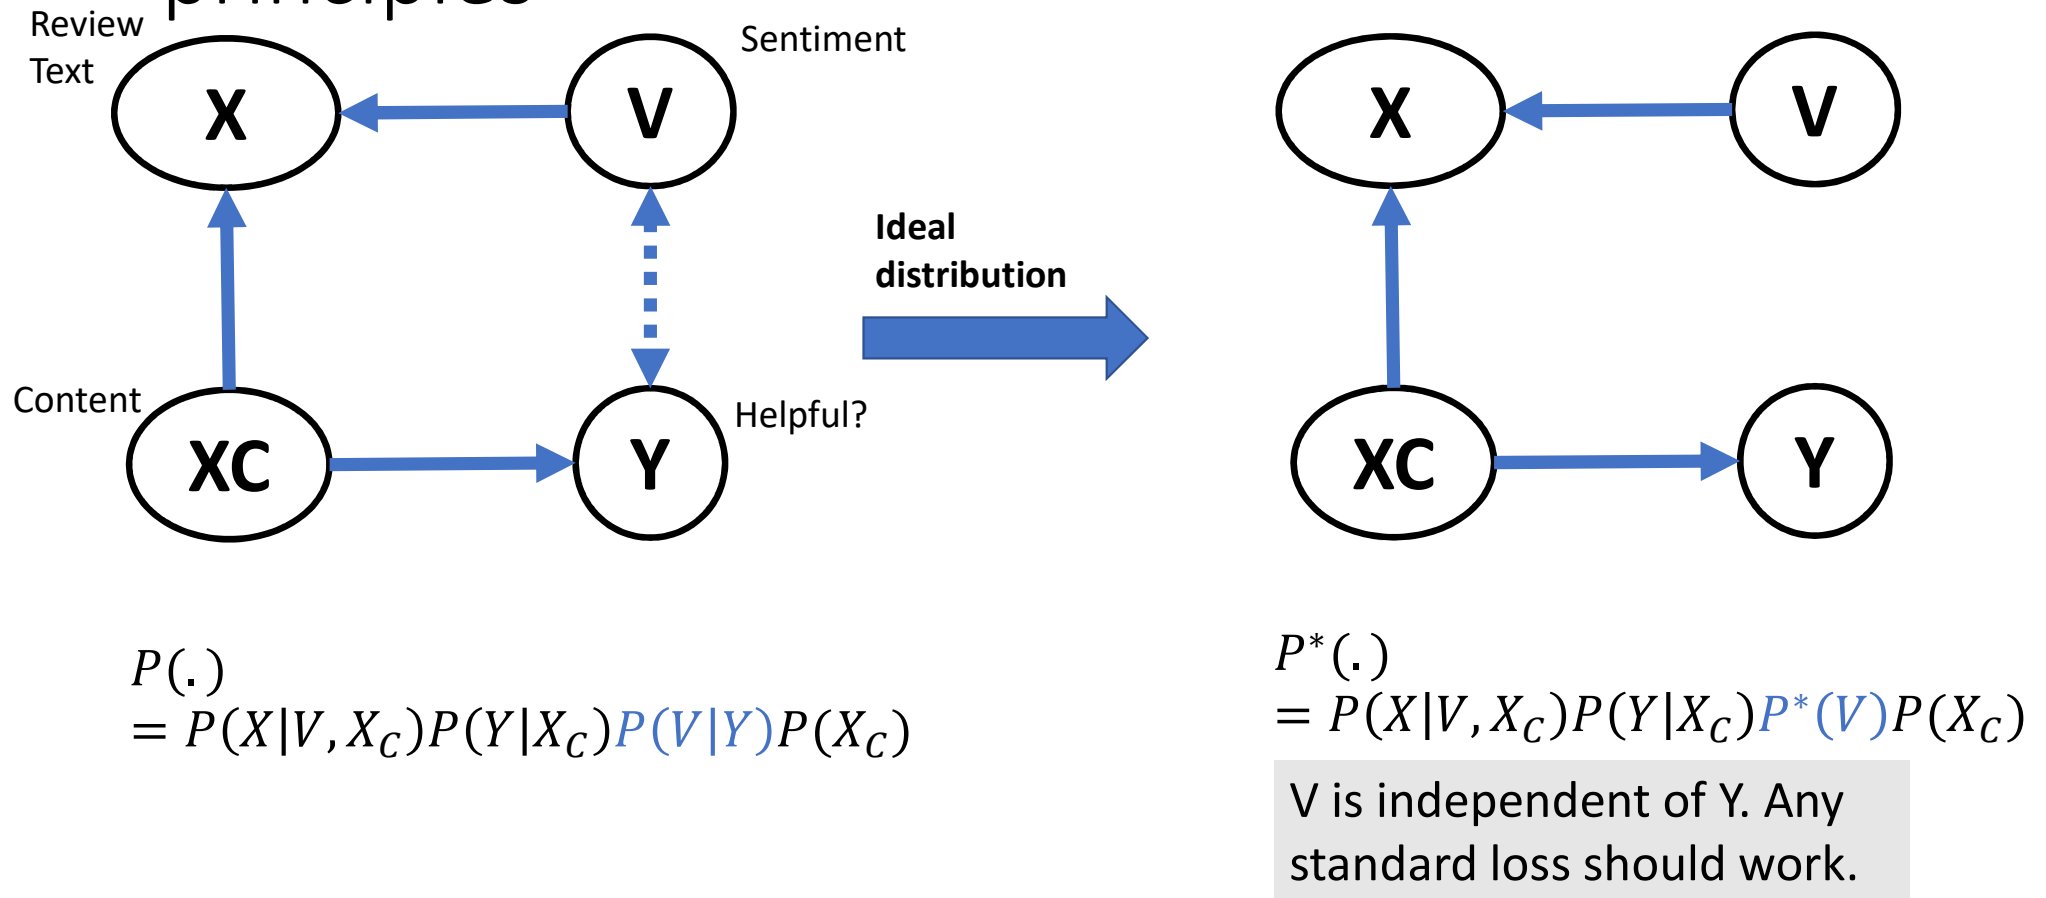 principles
Review
Text
X
V
Sentiment
Content
XC
Y
Helpful?
Ideal
distribution
X
V
XC
Y
P(.)
= P(X|V, X_C)P(Y|X_C)P(V|Y)P(X_C)
P*(.)
= P(X|V, X_C)P(Y|X_C)P*(V)P(X_C)
V is independent of Y. Any
standard loss should work.